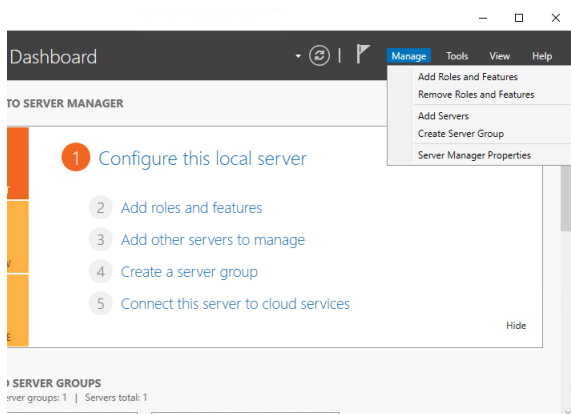 Dashboard
Manage Tools View Help
Add Roles and Features
Remove Roles and Features
Add Servers
Create Server Group
Server Manager Properties
TO SERVER MANAGER
1 Configure this local server
2 Add roles and features
3 Add other servers to manage
4 Create a server group
5 Connect this server to cloud services
Hide
SERVER GROUPS
groups: 1 | Servers total: 1